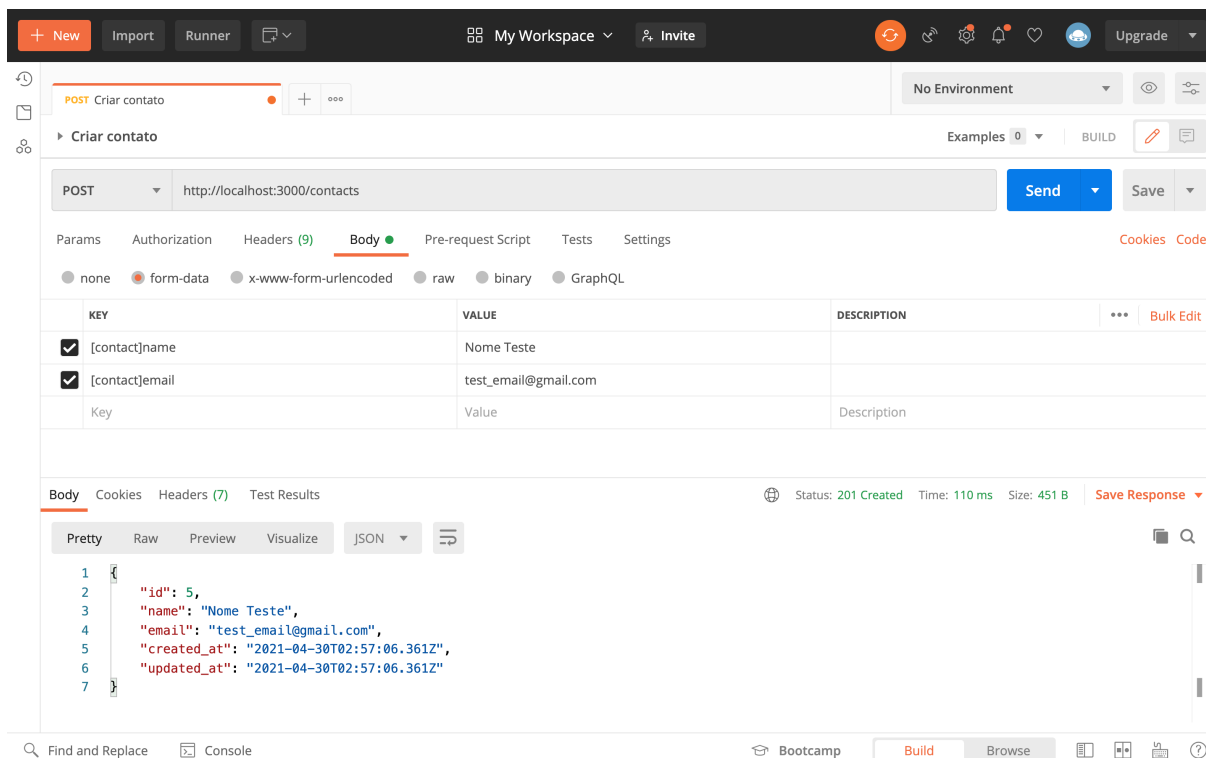 New Import Runner My Workspace Invite Upgrade
POST Criar contato No Environment
Criar contato Examples 0 BUILD
POST http://localhost:3000/contacts Send Save
Params Authorization Headers (9) Body Pre-request Script Tests Settings Cookies Code
none form-data x-www-form-urlencoded raw binary GraphQL
KEY VALUE DESCRIPTION Bulk Edit
[contact]name Nome Teste
[contact]email test_email@gmail.com
Key Value Description
Body Cookies Headers (7) Test Results Status: 201 Created Time: 110 ms Size: 451 B Save Response
Pretty Raw Preview Visualize JSON
1 {
2 "id": 5,
3 "name": "Nome Teste",
4 "email": "test_email@gmail.com",
5 "created_at": "2021-04-30T02:57:06.361Z",
6 "updated_at": "2021-04-30T02:57:06.361Z"
7 }
Find and Replace Console Bootcamp Build Browse